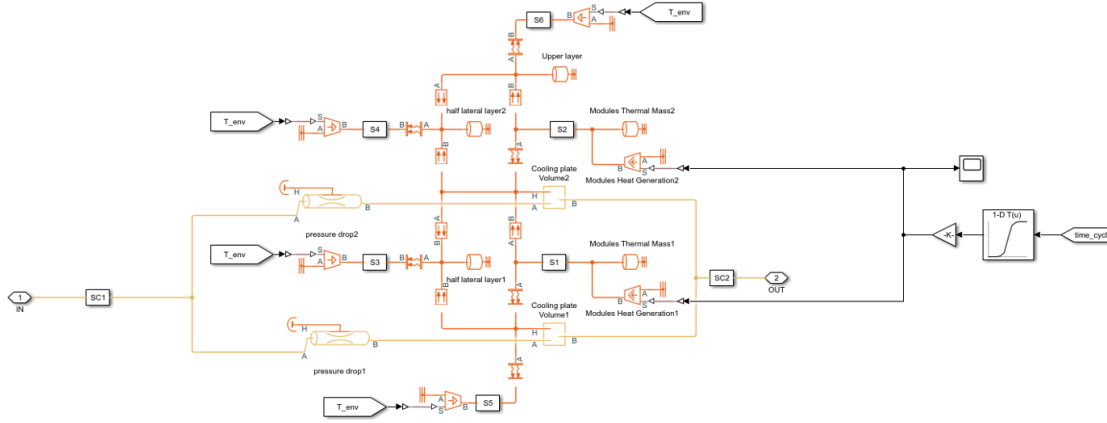 T_env
S6
B
S
A
B
A
Upper layer
A
B
B
A
half lateral layer2
Modules Thermal Mass2
T_env
S
A
B
S4
B
A
S2
B
A
A
B
S
Modules Heat Generation2
Cooling plate
Volume2
H
A
B
H
A
B
pressure drop2
1-D T(u)
-K-
time_cycl
A
B
B
A
Modules Thermal Mass1
T_env
S
A
B
S3
B
A
S1
half lateral layer1
B
A
A
B
S
Modules Heat Generation1
SC2
2
OUT
1
IN
SC1
Cooling plate
Volume1
H
A
B
H
A
B
pressure drop1
A
T_env
A
S
B
S5